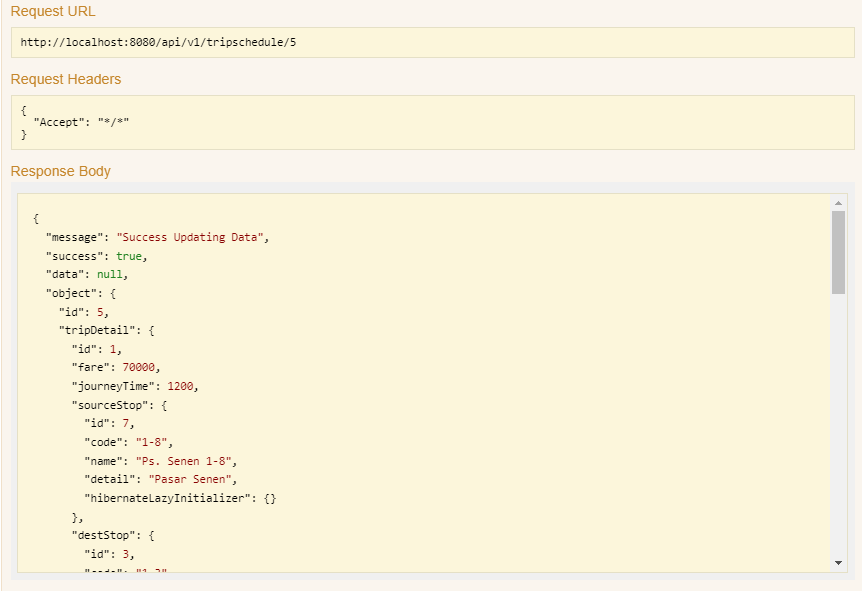 Request URL
http://localhost:8080/api/v1/tripschedule/5
Request Headers
{
  "Accept": "*/*"
}
Response Body
{
  "message": "Success Updating Data",
  "success": true,
  "data": null,
  "object": {
    "id": 5,
    "tripDetail": {
      "id": 1,
      "fare": 70000,
      "journeyTime": 1200,
      "sourceStop": {
        "id": 7,
        "code": "1-8",
        "name": "Ps. Senen 1-8",
        "detail": "Pasar Senen",
        "hibernateLazyInitializer": {}
      },
      "destStop": {
        "id": 3,